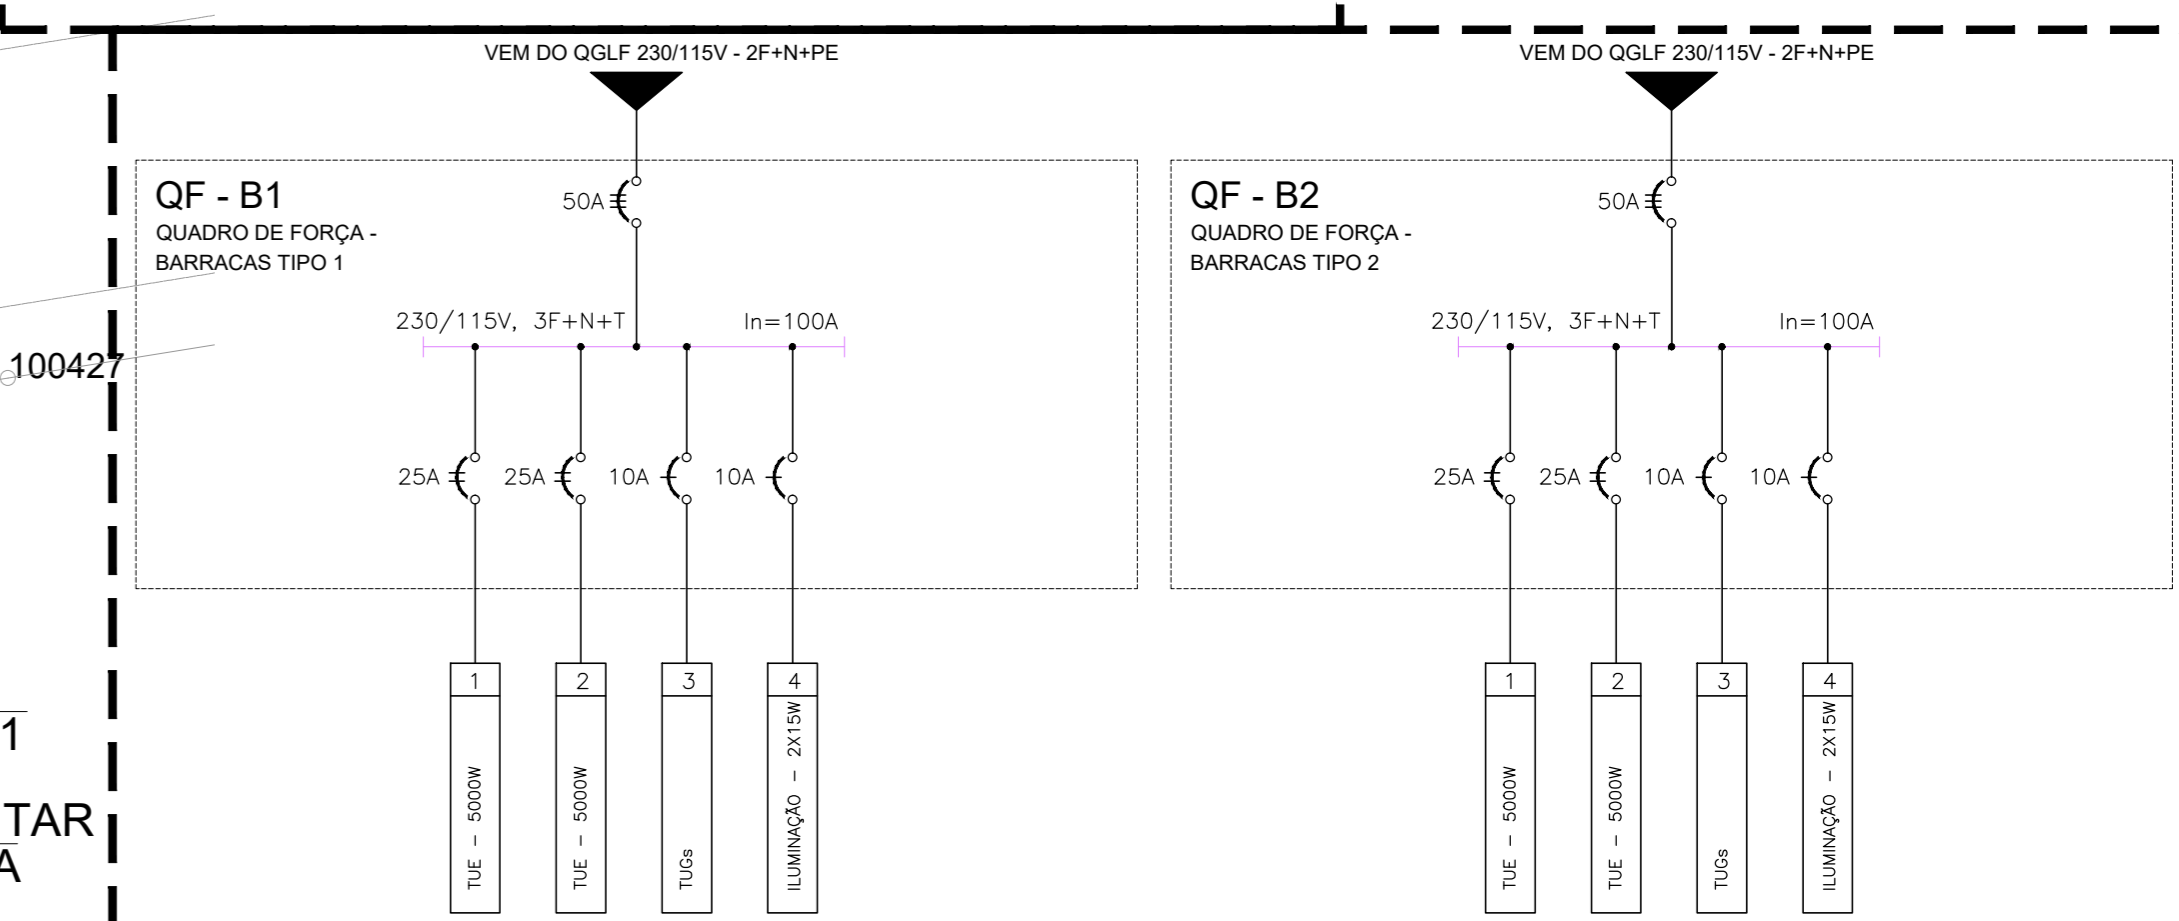 VEM DO QGLF 230/115V - 2F+N+PE
QF - B1
QUADRO DE FORÇA -
BARRACAS TIPO 1
50A
230/115V, 3F+N+T
In=100A
25A
25A
10A
10A
1
2
3
4
TUE - 5000W
TUE - 5000W
TUGs
ILUMINAÇÃO - 2X15W
VEM DO QGLF 230/115V - 2F+N+PE
QF - B2
QUADRO DE FORÇA -
BARRACAS TIPO 2
50A
230/115V, 3F+N+T
In=100A
25A
25A
10A
10A
1
2
3
4
TUE - 5000W
TUE - 5000W
TUGs
ILUMINAÇÃO - 2X15W
100427
1
TAR
A